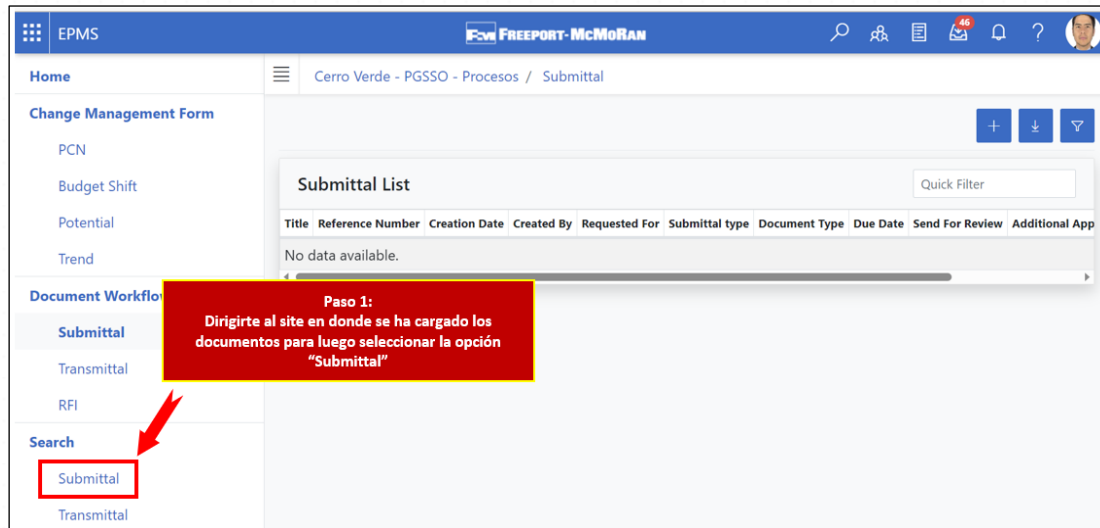 EPMS
FCX FREEPORT-McMoRAN
46
?
Home
Cerro Verde - PGSSO - Procesos / Submittal
Change Management Form
PCN
Budget Shift
Potential
Trend
Submittal List
Quick Filter
Title Reference Number Creation Date Created By Requested For Submittal type Document Type Due Date Send For Review Additional App
No data available.
Document Workflo
Submittal
Transmittal
RFI
Paso 1:
Dirigirte al site en donde se ha cargado los
documentos para luego seleccionar la opción
“Submittal”
Search
Submittal
Transmittal